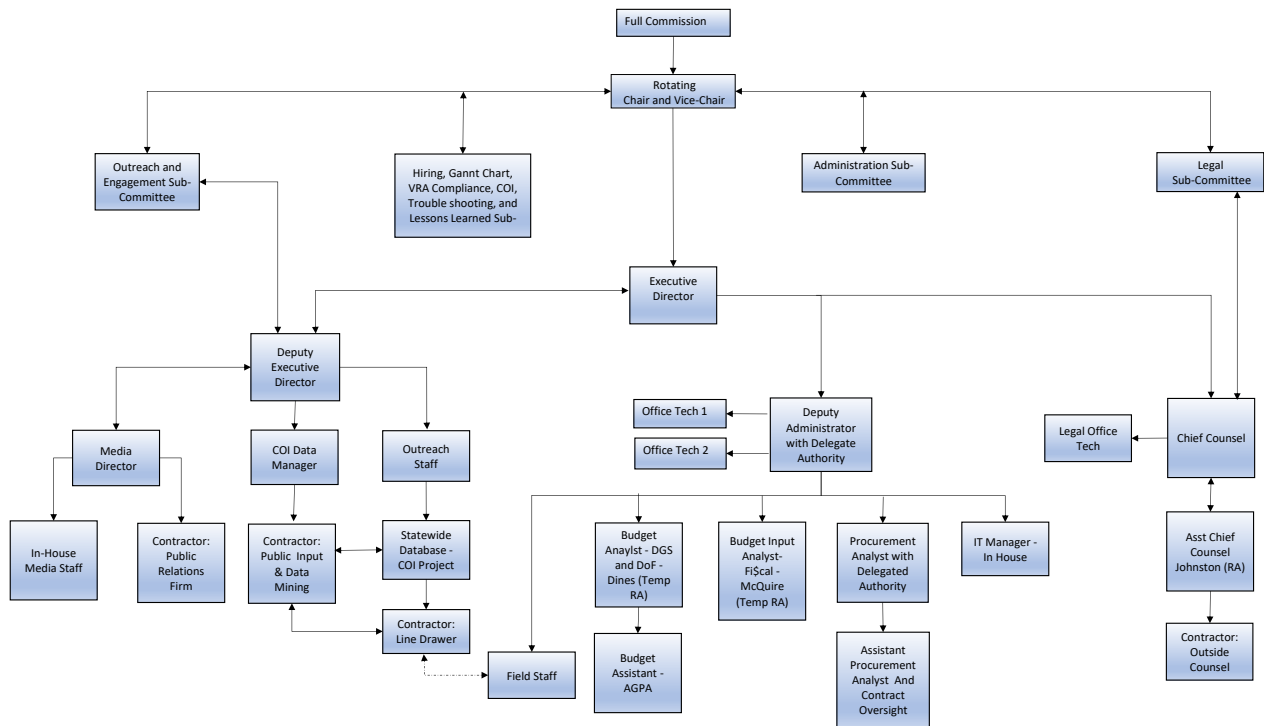 Full Commission
Rotating
Chair and Vice-Chair
Outreach and
Engagement Sub-
Committee
Hiring, Gannt Chart,
VRA Compliance, COI,
Trouble shooting, and
Lessons Learned Sub-
Administration Sub-
Committee
Legal
Sub-Committee
Executive
Director
Deputy
Executive
Director
Office Tech 1
Office Tech 2
Deputy
Administrator
with Delegate
Authority
Legal Office
Tech
Chief Counsel
Media
Director
COI Data
Manager
Outreach
Staff
In-House
Media Staff
Contractor:
Public
Relations
Firm
Contractor:
Public Input
& Data
Mining
Statewide
Database -
COI Project
Budget
Anaylst - DGS
and DoF -
Dines (Temp
RA)
Budget Input
Analyst-
Fi$cal -
McQuire
(Temp RA)
Procurement
Analyst with
Delegated
Authority
IT Manager -
In House
Asst Chief
Counsel
Johnston (RA)
Contractor:
Line Drawer
Field Staff
Budget
Assistant -
AGPA
Assistant
Procurement
Analyst And
Contract
Oversight
Contractor:
Outside
Counsel